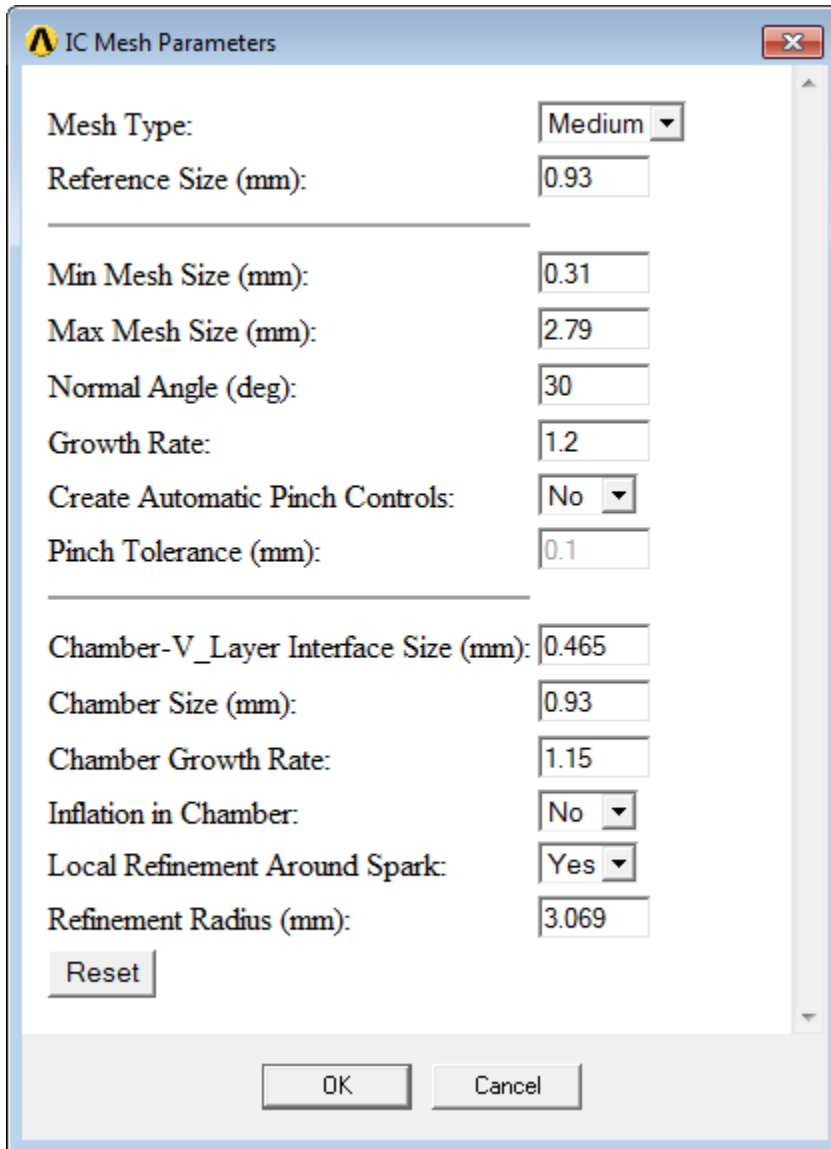 IC Mesh Parameters
Mesh Type: Medium
Reference Size (mm): 0.93
Min Mesh Size (mm): 0.31
Max Mesh Size (mm): 2.79
Normal Angle (deg): 30
Growth Rate: 1.2
Create Automatic Pinch Controls: No
Pinch Tolerance (mm): 0.1
Chamber-V_Layer Interface Size (mm): 0.465
Chamber Size (mm): 0.93
Chamber Growth Rate: 1.15
Inflation in Chamber: No
Local Refinement Around Spark: Yes
Refinement Radius (mm): 3.069
Reset
OK Cancel